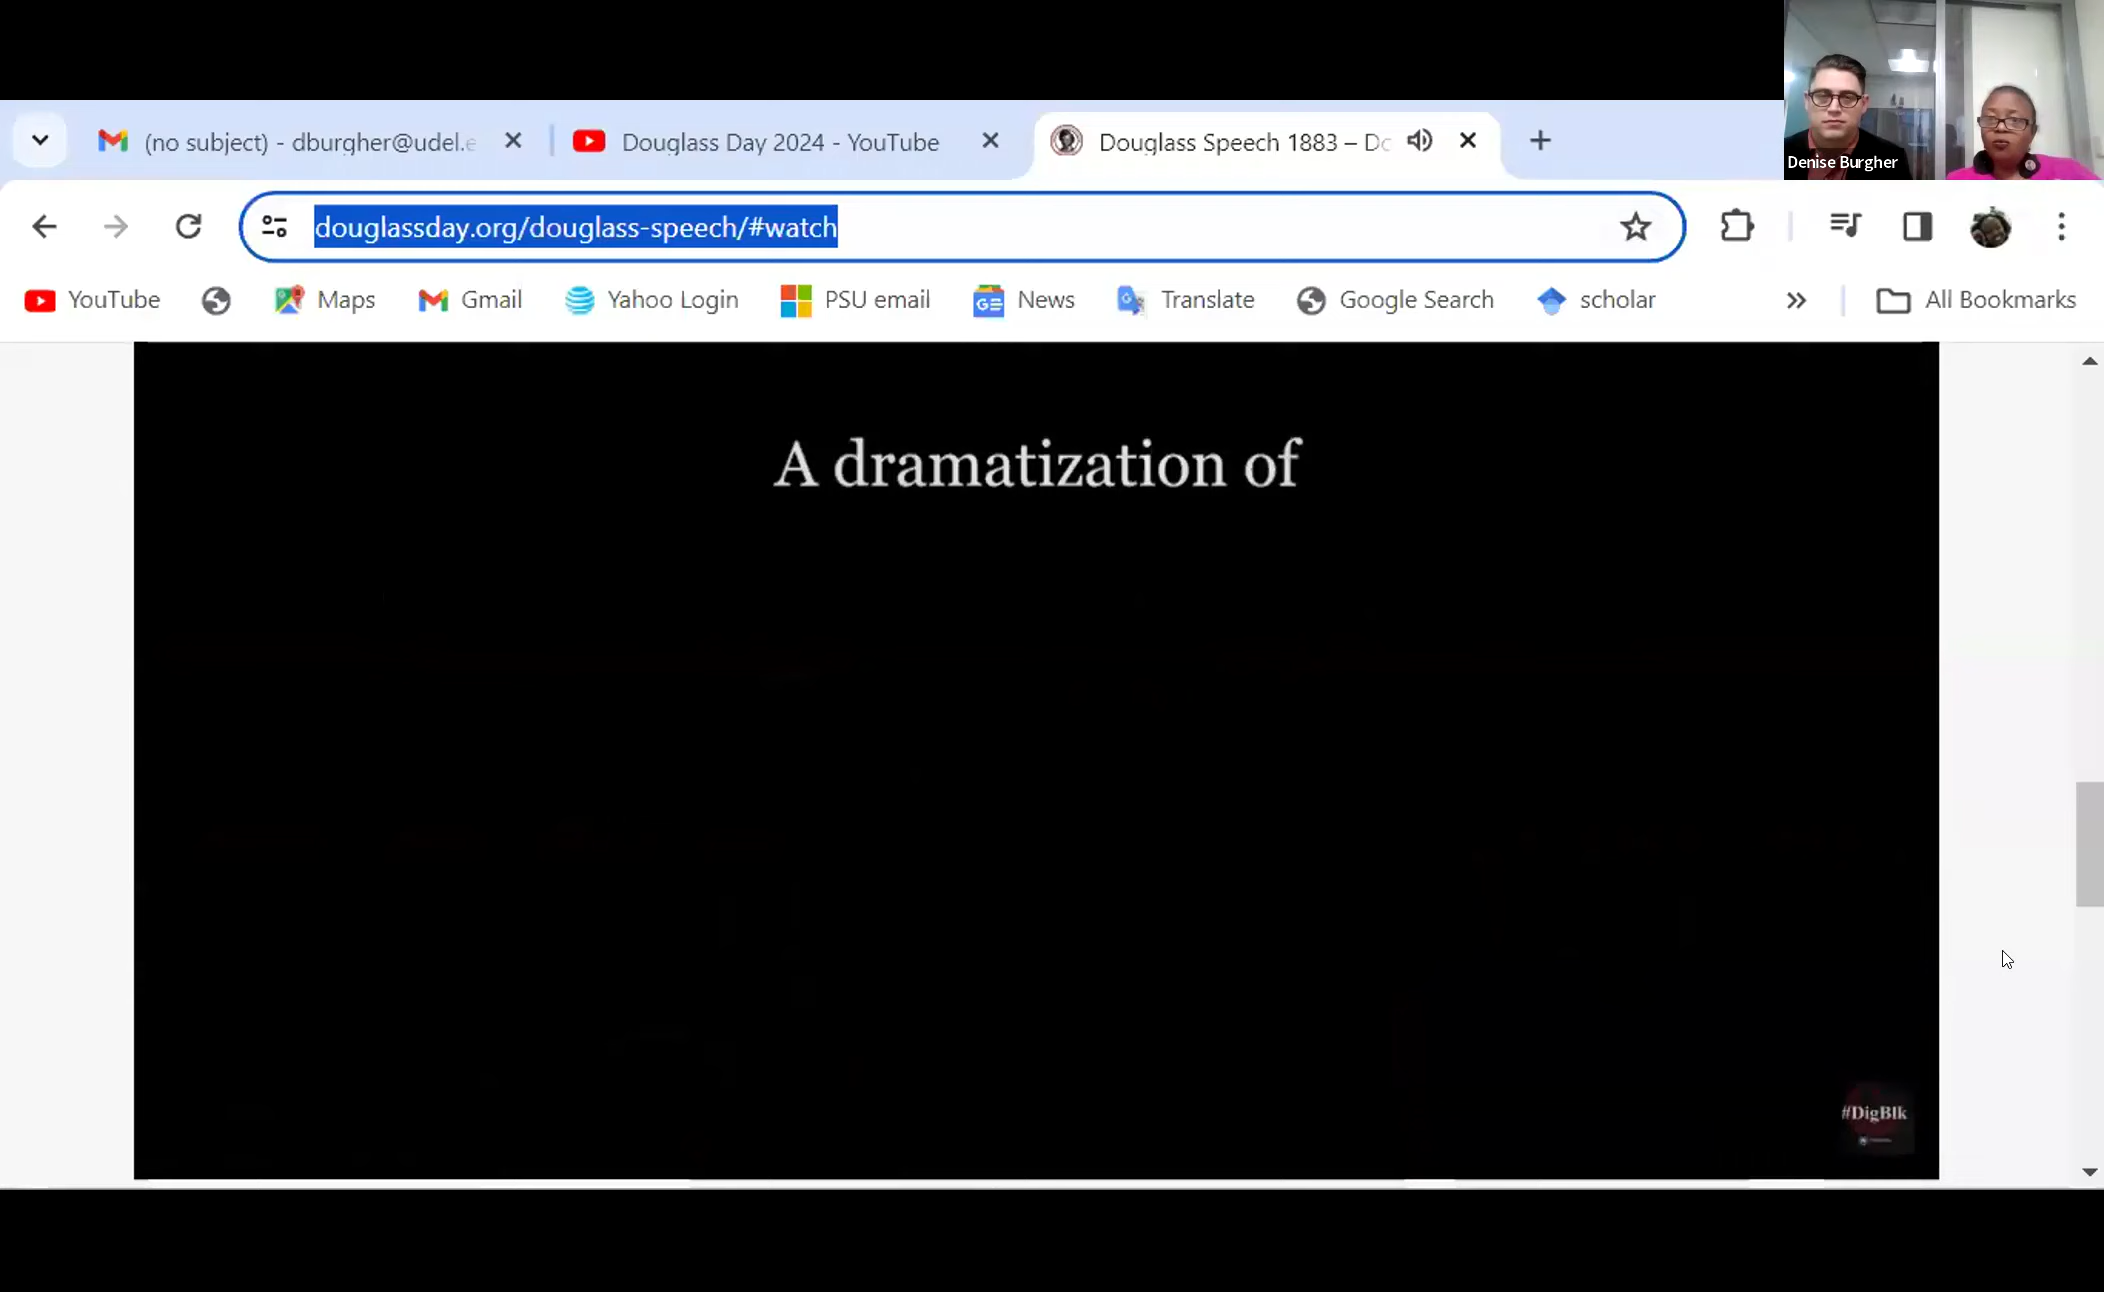 (no subject) - dburgher@udel.e
Douglass Day 2024 - YouTube
Douglass Speech 1883 – Do
Denise Burgher
douglassday.org/douglass-speech/#watch
YouTube
Maps
Gmail
Yahoo Login
PSU email
News
Translate
Google Search
scholar
All Bookmarks
A dramatization of
#DigBlk